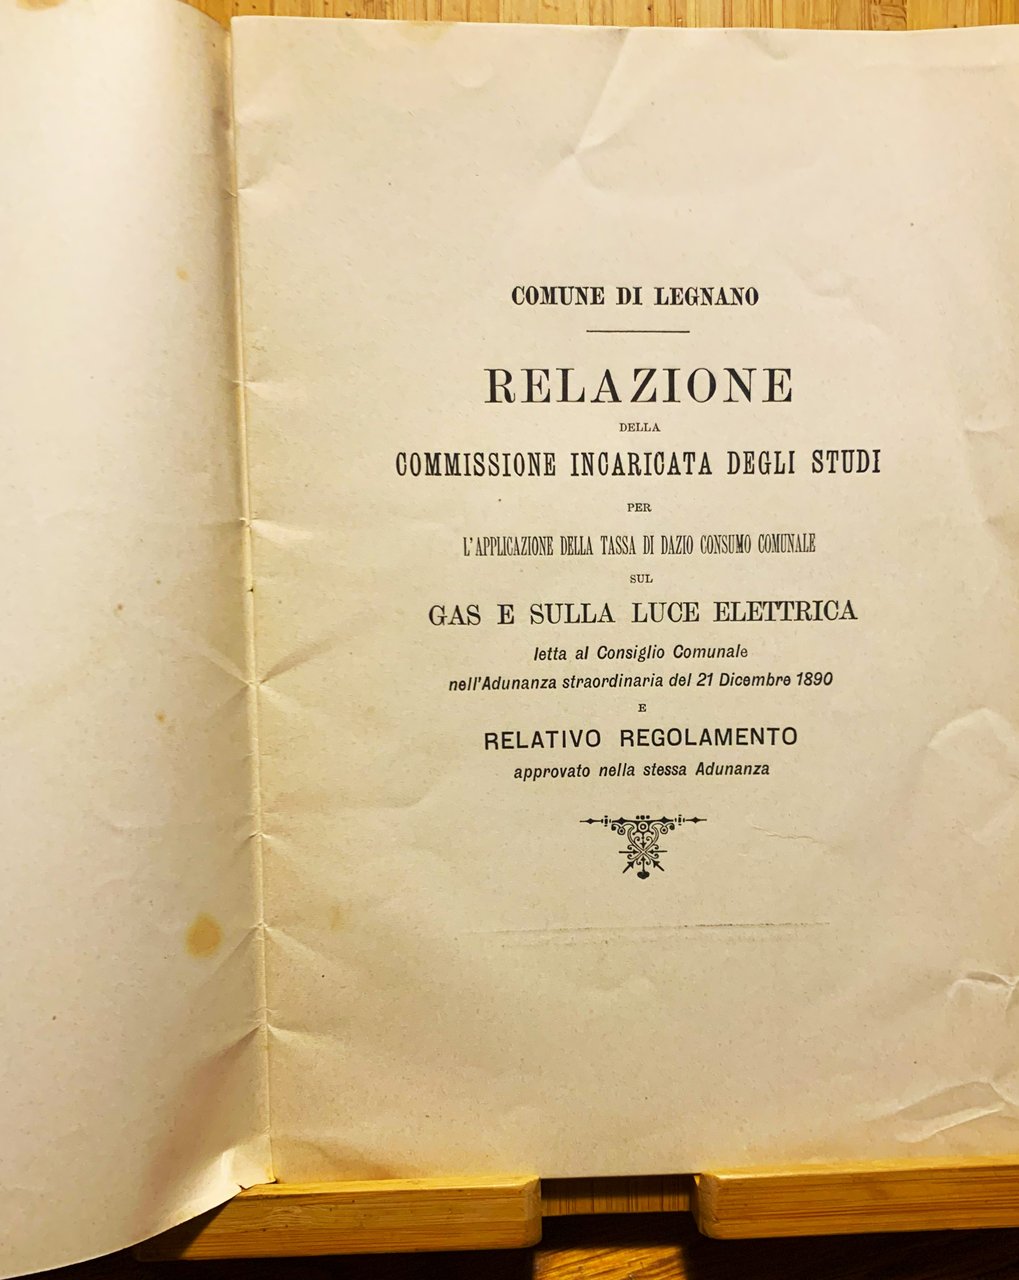 COMUNE DI LEGNANO
RELAZIONE
DELLA
COMMISSIONE INCARICATA DEGLI STUDI
PER
L'APPLICAZIONE DELLA TASSA DI DAZIO CONSUMO COMUNALE
SUL
GAS E SULLA LUCE ELETTRICA
letta al Consiglio Comunale
nell'Adunanza straordinaria del 21 Dicembre 1890
E
RELATIVO REGOLAMENTO
approvato nella stessa Adunanza